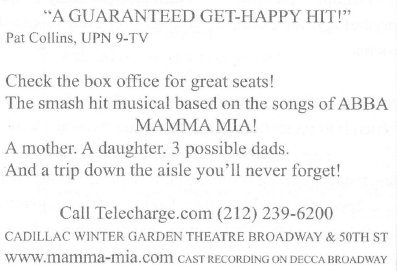 "A GUARANTEED GET-HAPPY HIT!"
Pat Collins, UPN 9-TV
Check the box office for great seats!
The smash hit musical based on the songs of ABBA
MAMMA MIA!
A mother. A daughter. 3 possible dads.
And a trip down the aisle you'll never forget!
Call Telecharge.com (212) 239-6200
CADILLAC WINTER GARDEN THEATRE BROADWAY & 50TH ST
www.mamma-mia.com CAST RECORDING ON DECCA BROADWAY